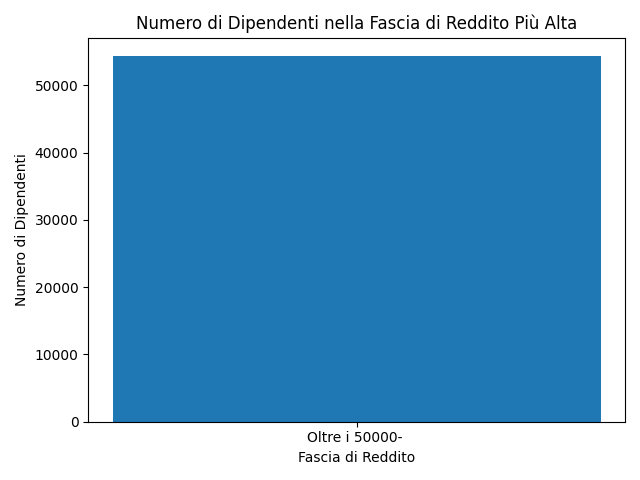 Numero di Dipendenti nella Fascia di Reddito Più Alta
Numero di Dipendenti
50000
40000
30000
20000
10000
0
Oltre i 50000-
Fascia di Reddito